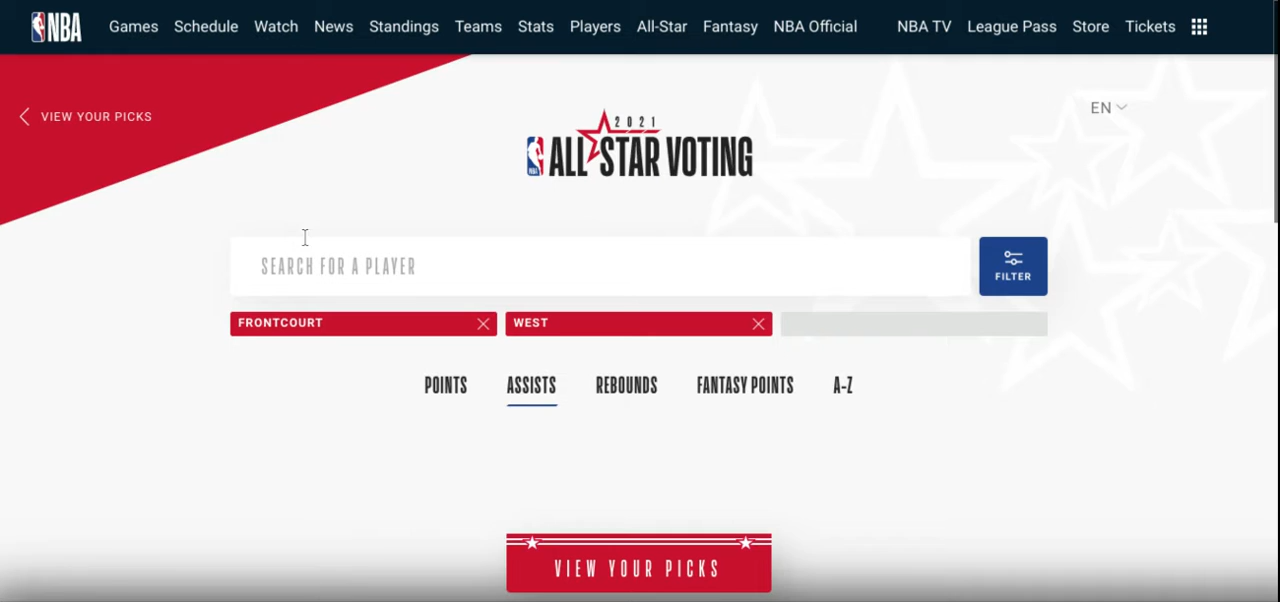 NBA Games Schedule Watch News Standings Teams Stats Players All-Star Fantasy NBA Official NBA TV League Pass Store Tickets
VIEW YOUR PICKS
EN
2021
ALL STAR VOTING
SEARCH FOR A PLAYER
FILTER
FRONTCOURT WEST
POINTS ASSISTS REBOUNDS FANTASY POINTS A-Z
VIEW YOUR PICKS